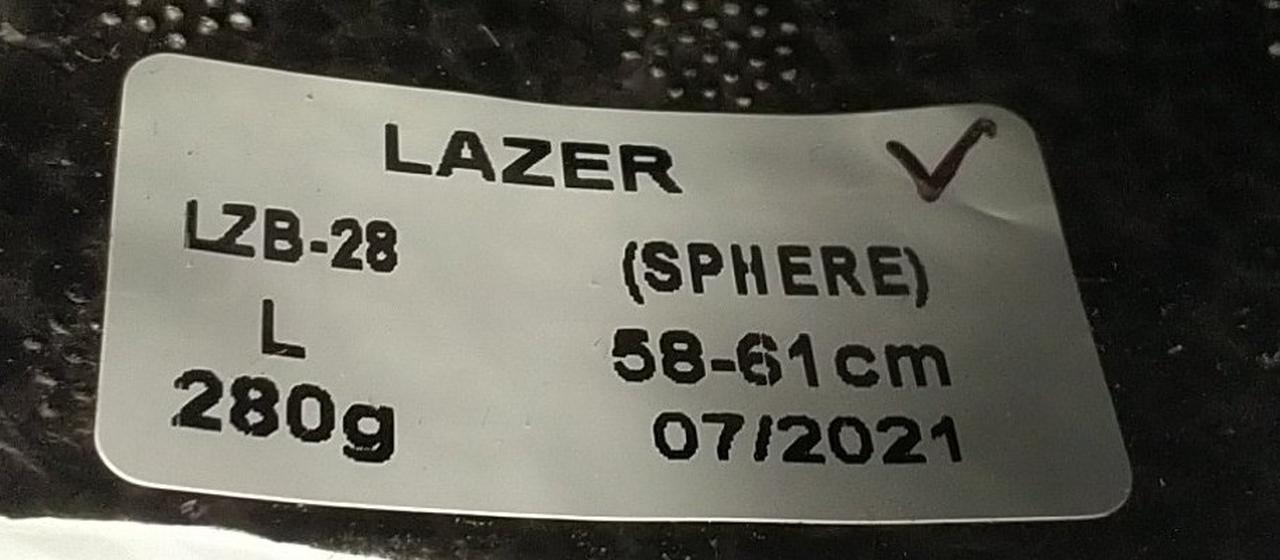 LAZER
LZB-28 (SPHERE)
L 58-61cm
280g 07/2021